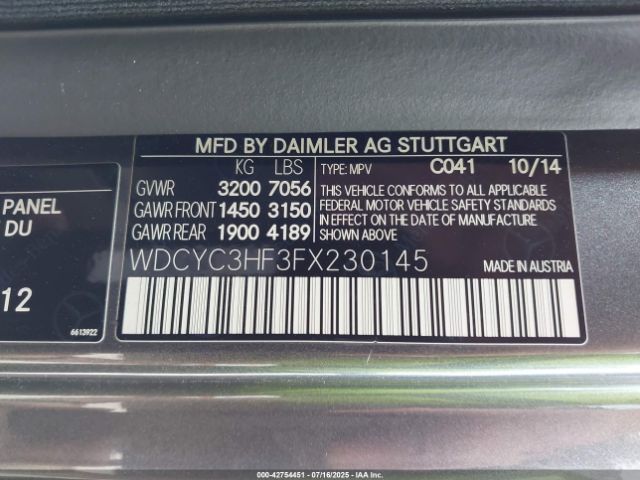 MFD BY DAIMLER AG STUTTGART
KG LBS
GVWR 3200 7056
GAWR FRONT 1450 3150
GAWR REAR 1900 4189
TYPE: MPV C041 10/14
THIS VEHICLE CONFORMS TO ALL APPLICABLE
FEDERAL MOTOR VEHICLE SAFETY STANDARDS
IN EFFECT ON THE DATE OF MANUFACTURE
SHOWN ABOVE.
WDCYC3HF3FX230145
MADE IN AUSTRIA
PANEL
DU
12
6613922
000-42754451 - 07/16/2025 - IAAI.com